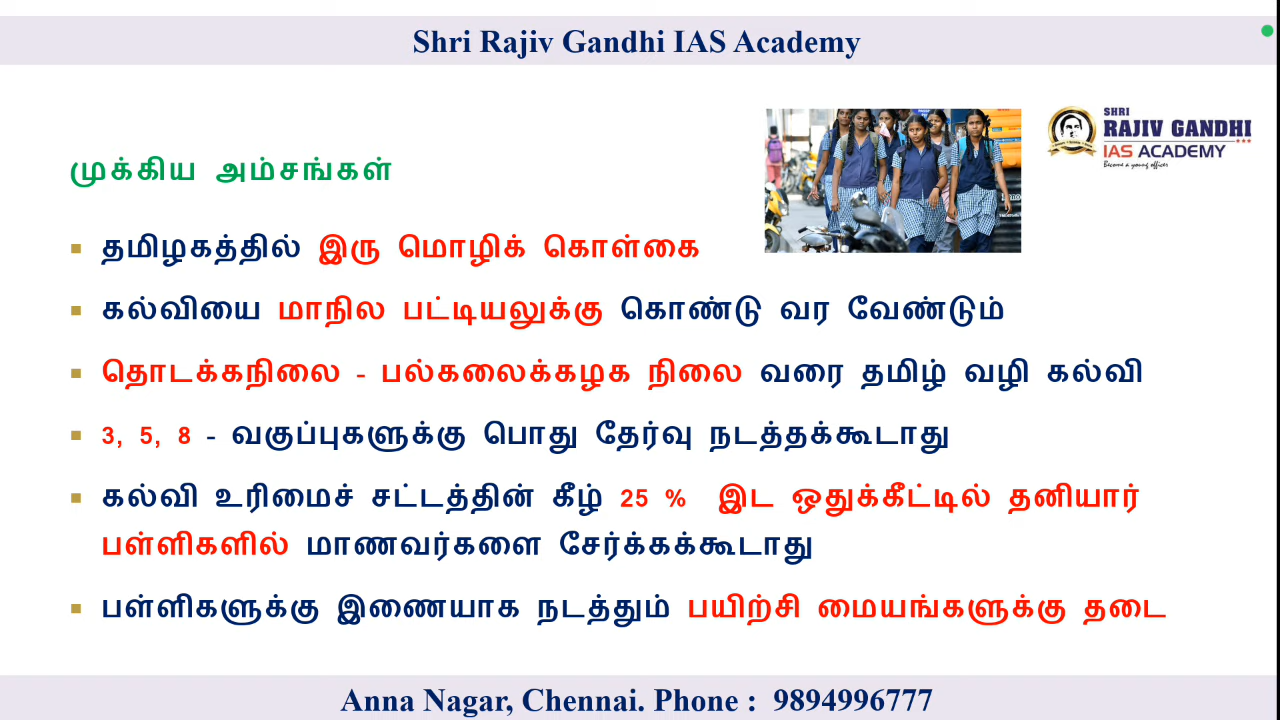 Shri Rajiv Gandhi IAS Academy
SHRI
RAJIV GANDHI
IAS ACADEMY
Become a young officer
முக்கிய அம்சங்கள்
▪ தமிழகத்தில் இரு மொழிக் கொள்கை
▪ கல்வியை மாநில பட்டியலுக்கு கொண்டு வர வேண்டும்
▪ தொடக்கநிலை - பல்கலைக்கழக நிலை வரை தமிழ் வழி கல்வி
▪ 3, 5, 8 - வகுப்புகளுக்கு பொது தேர்வு நடத்தக்கூடாது
▪ கல்வி உரிமைச் சட்டத்தின் கீழ் 25 % இட ஒதுக்கீட்டில் தனியார்
பள்ளிகளில் மாணவர்களை சேர்க்கக்கூடாது
▪ பள்ளிகளுக்கு இணையாக நடத்தும் பயிற்சி மையங்களுக்கு தடை
Anna Nagar, Chennai. Phone : 9894996777